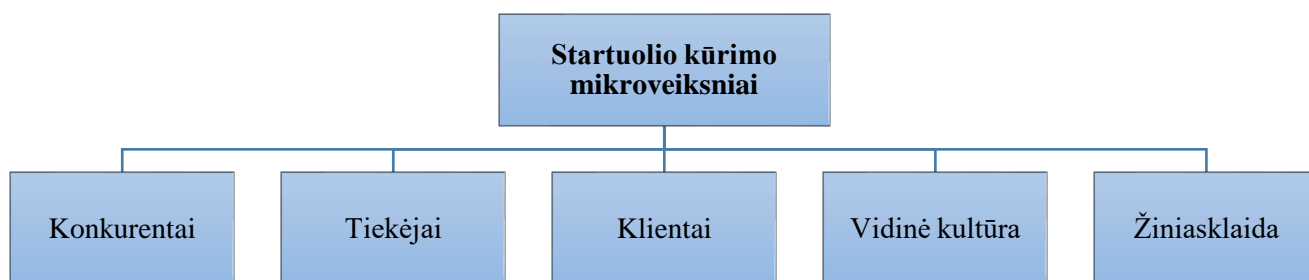 Startuolio kūrimo
mikroveiksniai
Konkurentai
Tiekėjai
Klientai
Vidinė kultūra
Žiniasklaida